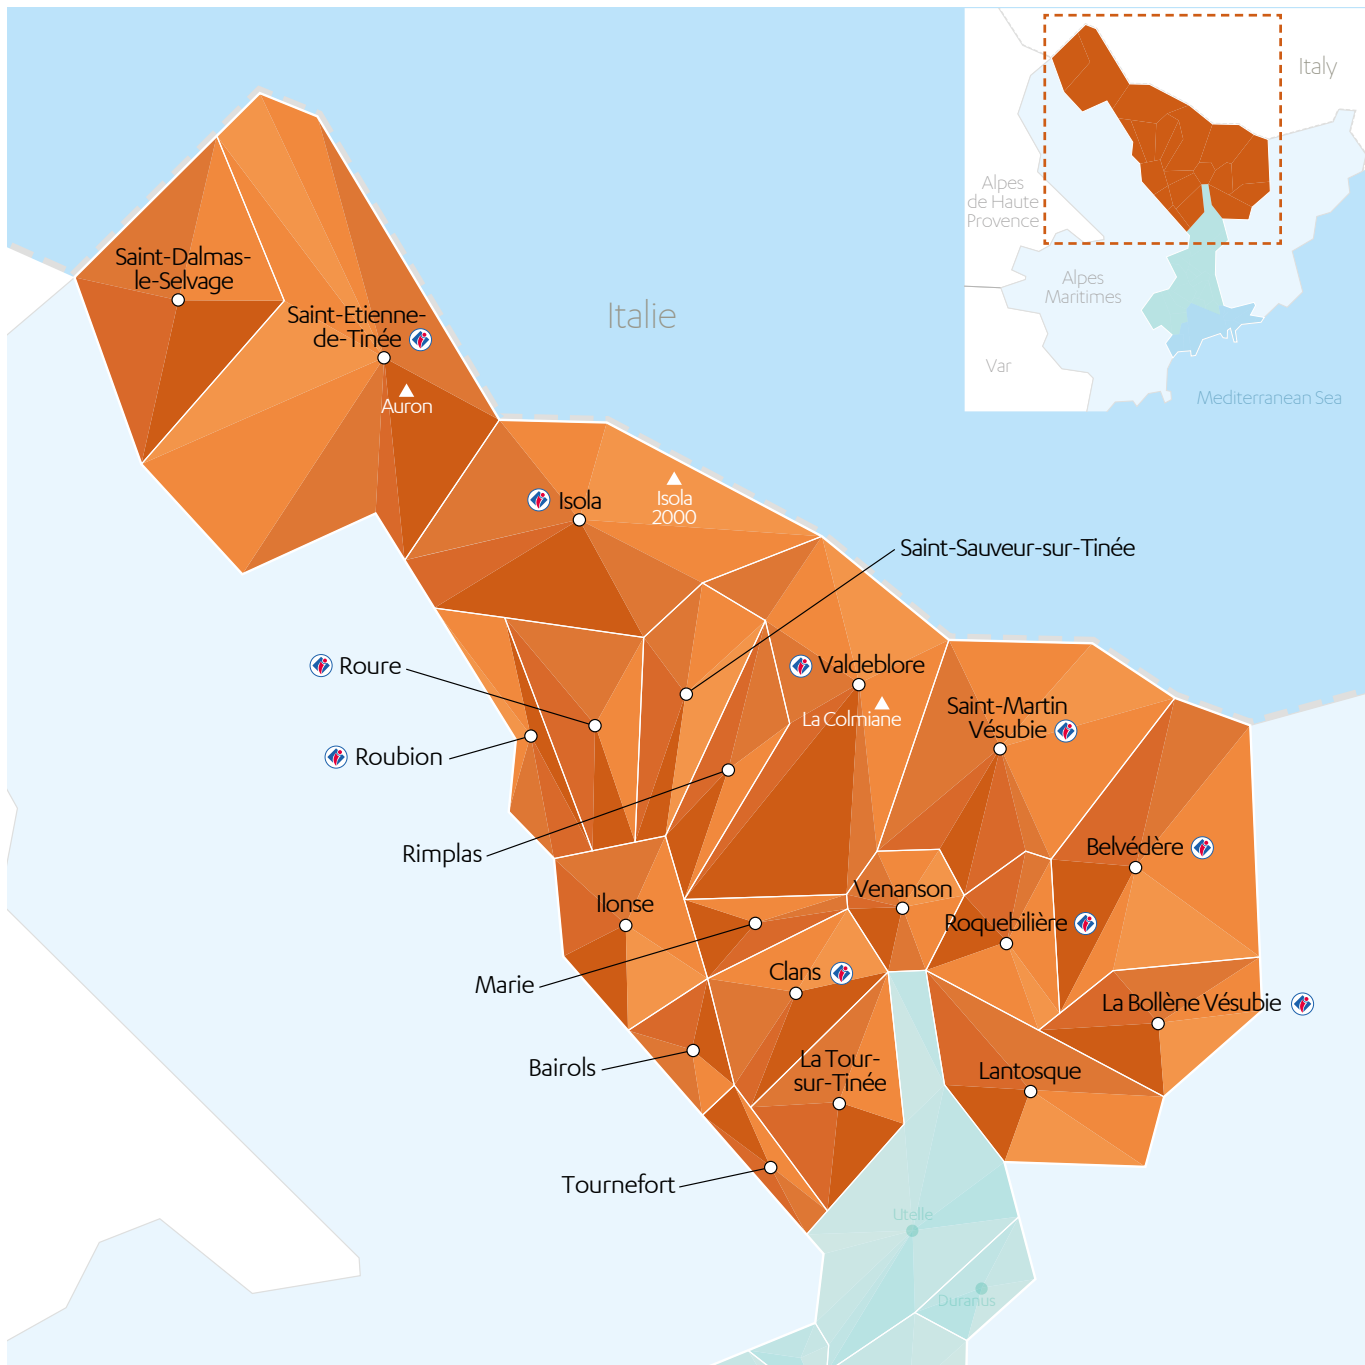 Italy
Alpes
de Haute
Provence
Alpes
Maritimes
Var
Mediterranean Sea
Saint-Dalmas-
le-Selvage
Saint-Etienne-
de-Tinée
Auron
Italie
Isola
Isola
2000
Saint-Sauveur-sur-Tinée
Roure
Valdeblore
La Colmiane
Saint-Martin
Vésubie
Roubion
Rimplas
Belvédère
Ilonse
Venanson
Roquebilière
Marie
Clans
La Bollène Vésubie
Bairols
La Tour-
sur-Tinée
Lantosque
Tournefort
Utelle
Duranus